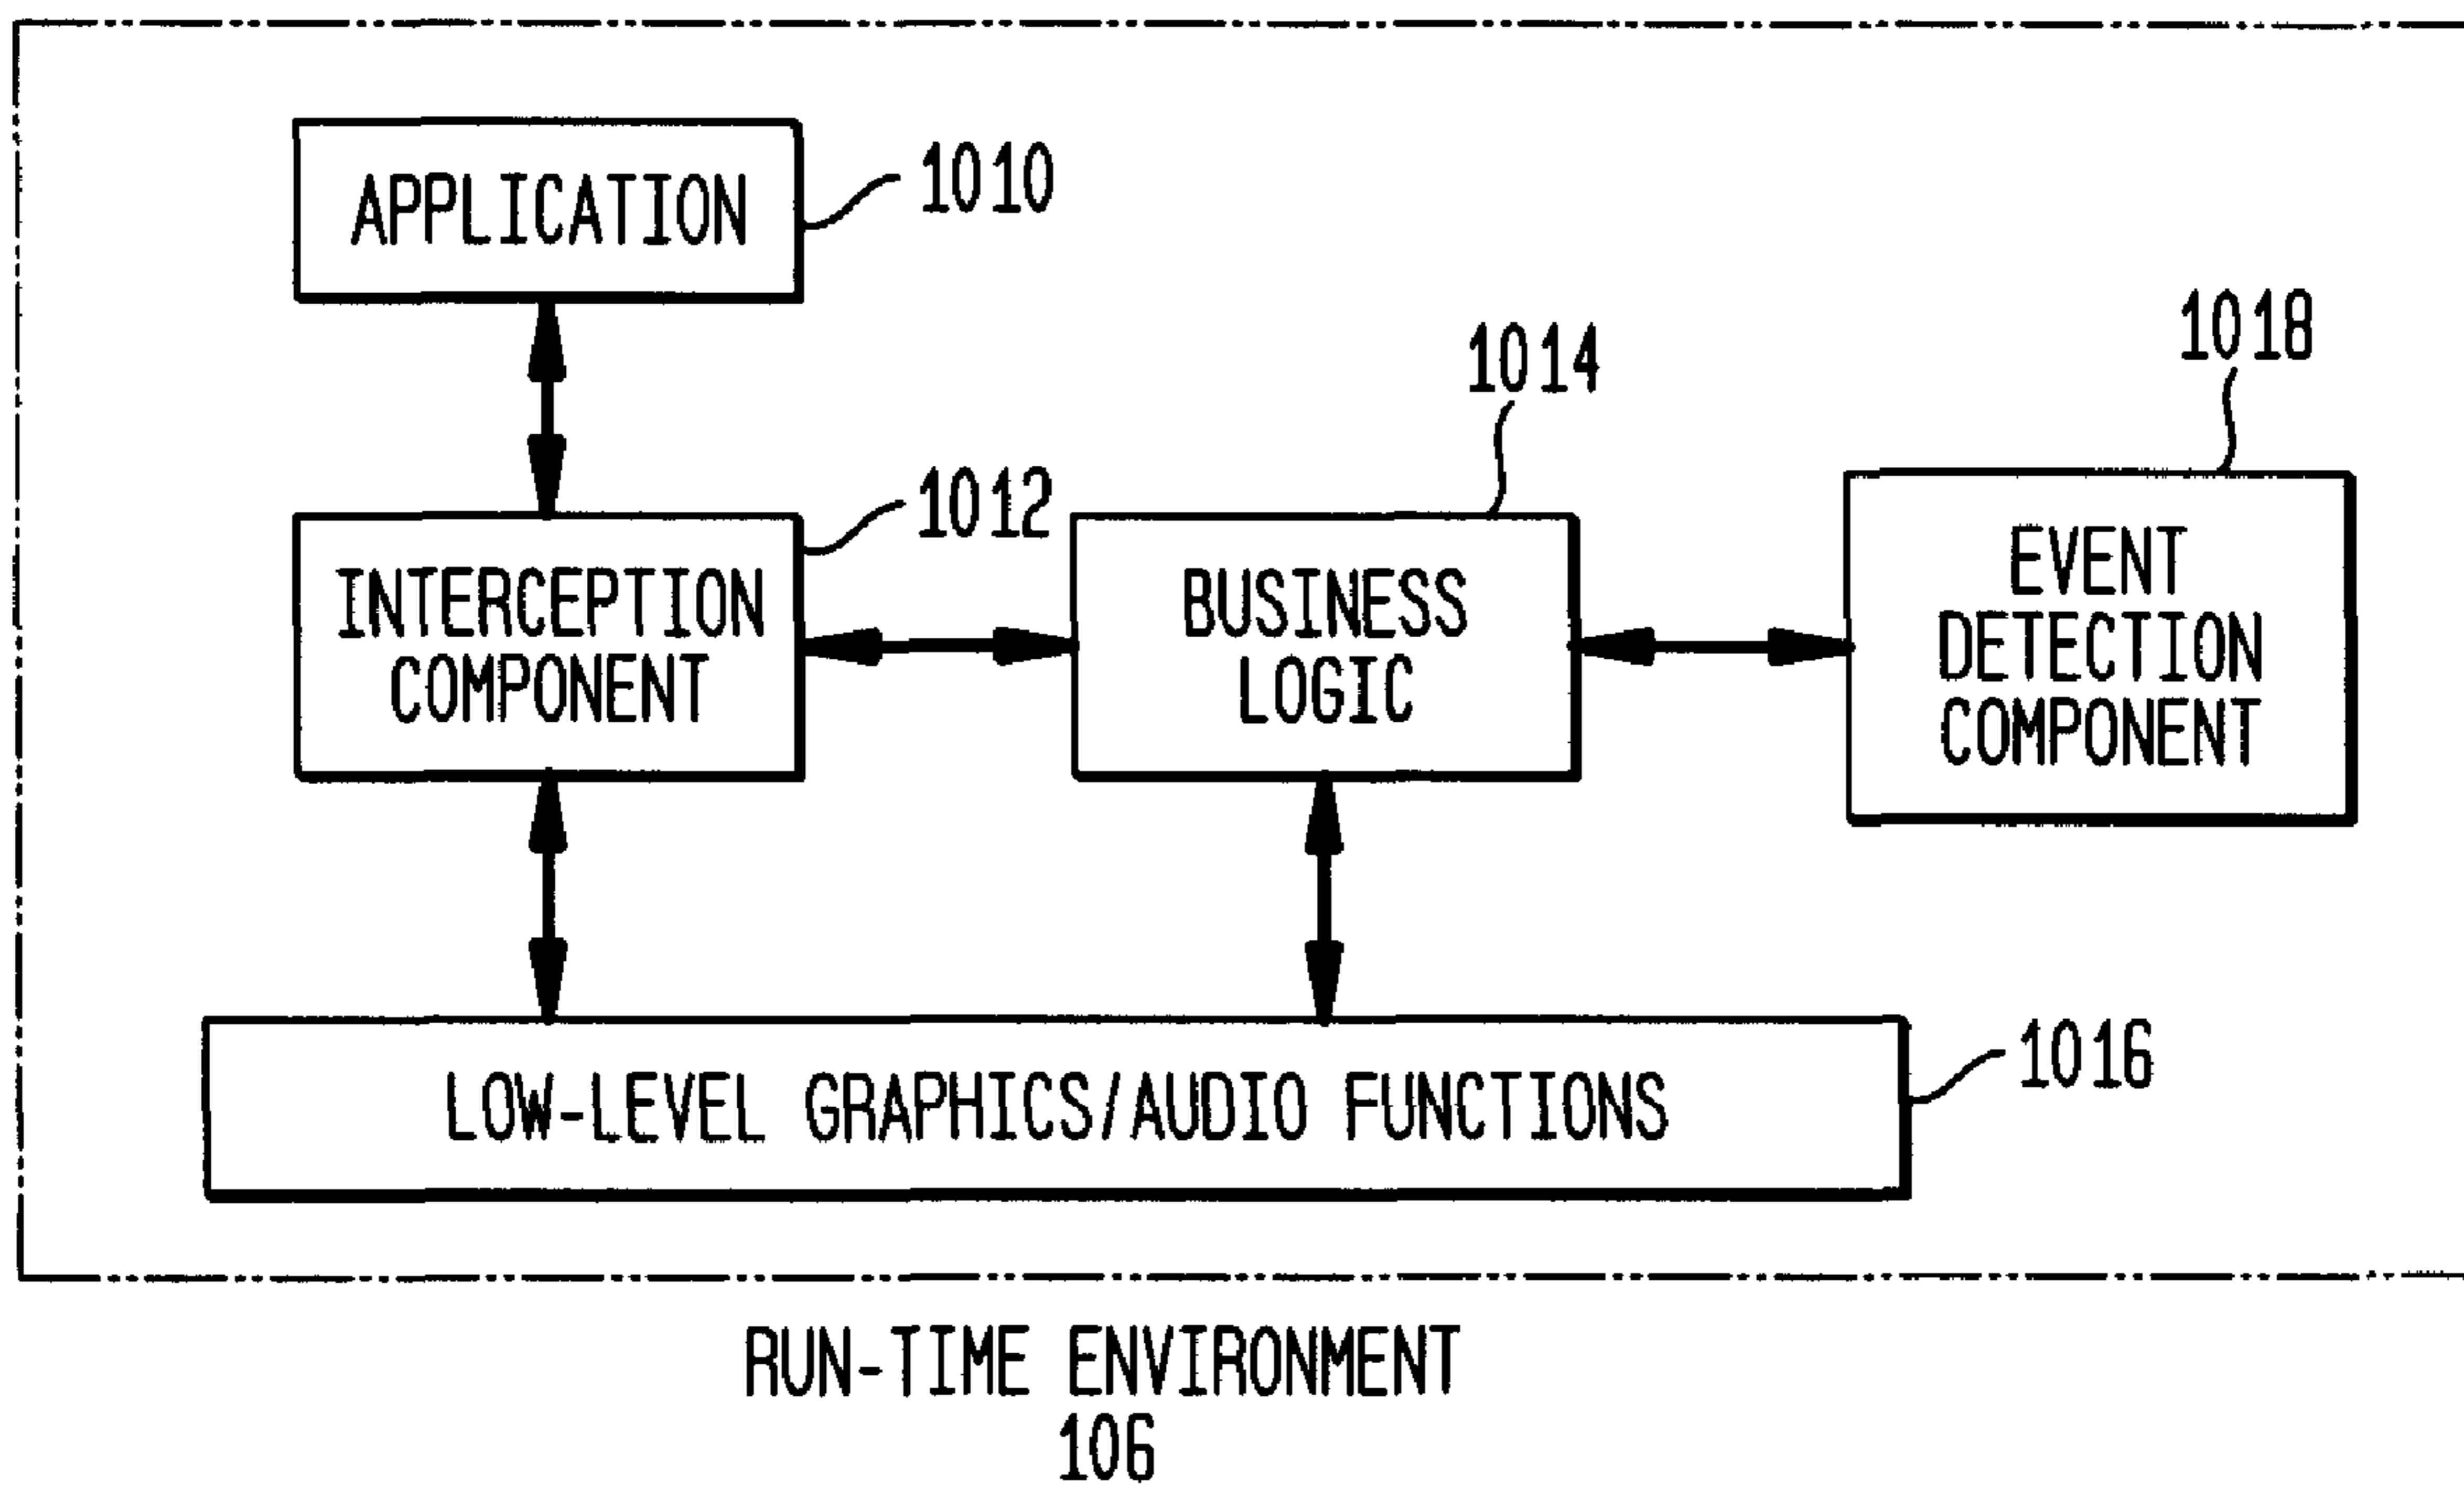 APPLICATION
1010
1018
1014
1012
INTERCEPTION
COMPONENT
BUSINESS
LOGIC
EVENT
DETECTION
COMPONENT
LOW-LEVEL GRAPHICS/AUDIO FUNCTIONS
1016
RUN-TIME ENVIRONMENT
106